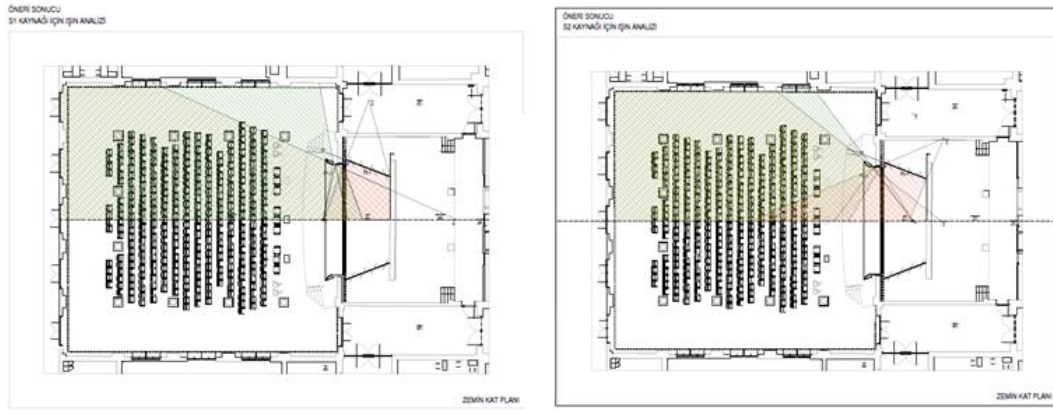 ÖNERİ SONUCU
S1 KAYNAĞI İÇİN IŞIN ANALİZİ
ZEMİN KAT PLANI
ÖNERİ SONUCU
S2 KAYNAĞI İÇİN IŞIN ANALİZİ
ZEMİN KAT PLANI